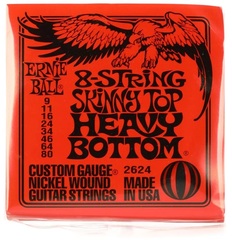 ERNIE BALL
8-STRING
SKINNY TOP
HEAVY
BOTTOM
9
11
16
24
34
46
64
80
CUSTOM GAUGE 2624
NICKEL WOUND MADE
GUITAR STRINGS IN USA